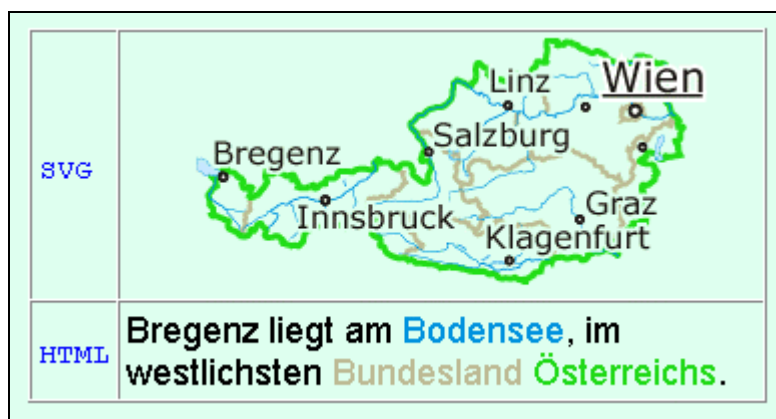 SVG
Linz
Wien
Salzburg
Bregenz
Innsbruck
Graz
Klagenfurt
HTML
Bregenz liegt am Bodensee, im
westlichsten Bundesland Österreichs.